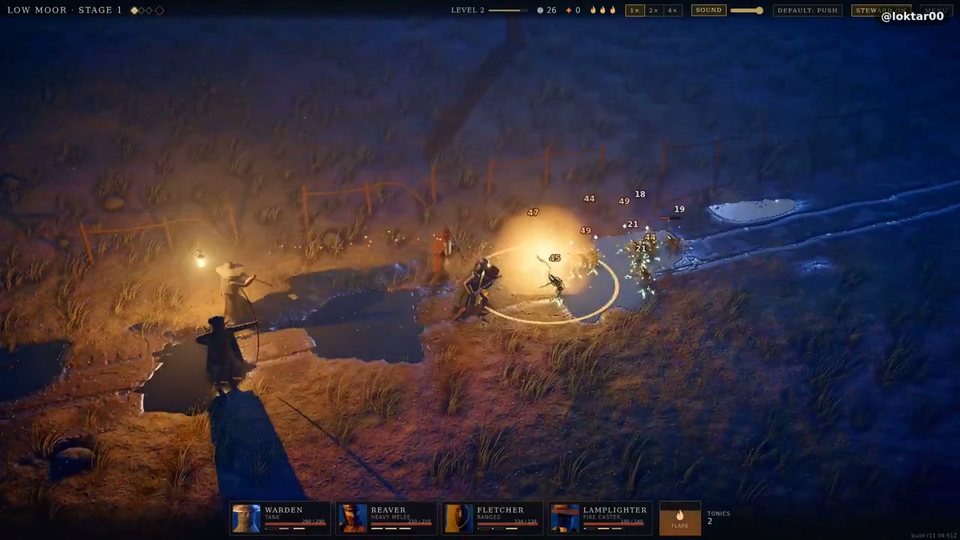 LOW MOOR · STAGE 1
LEVEL 2
26
0
1×
2×
4×
SOUND
DEFAULT: PUSH
@loktar00
18
44
49
19
47
21
49
44
21
45
WARDEN
TANK
REAVER
HEAVY MELEE
FLETCHER
RANGED
LAMPLIGHTER
FIRE CASTER
FLARE
TONICS
2